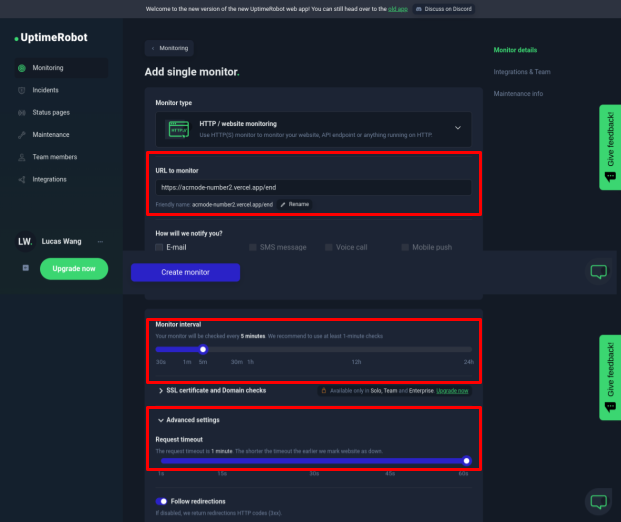 Welcome to the new version of the new UptimeRobot web app! You can still head over to the old app Discuss on Discord
UptimeRobot
Monitoring
Incidents
Status pages
Maintenance
Team members
Integrations
LW. Lucas Wang ...
Upgrade now
‹ Monitoring
Add single monitor.
Monitor type
HTTP / website monitoring
Use HTTP(S) monitor to monitor your website, API endpoint or anything running on HTTP.
URL to monitor
https://acmode-number2.vercel.app/end
Friendly name: acmode-number2.vercel.app/end Rename
How will we notify you?
E-mail SMS message Voice call Mobile push
Create monitor
Monitor details
Integrations & Team
Maintenance info
Give feedback!
Monitor interval
Your monitor will be checked every 5 minutes. We recommend to use at least 1-minute checks
30s 1m 5m 30m 1h 12h 24h
SSL certificate and Domain checks Available only in Solo, Team and Enterprise. Upgrade now
Advanced settings
Request timeout
The request timeout is 1 minute. The shorter the timeout the earlier we mark website as down.
1s 15s 30s 45s 60s
Follow redirections
If disabled, we return redirections HTTP codes (3xx).
Give feedback!